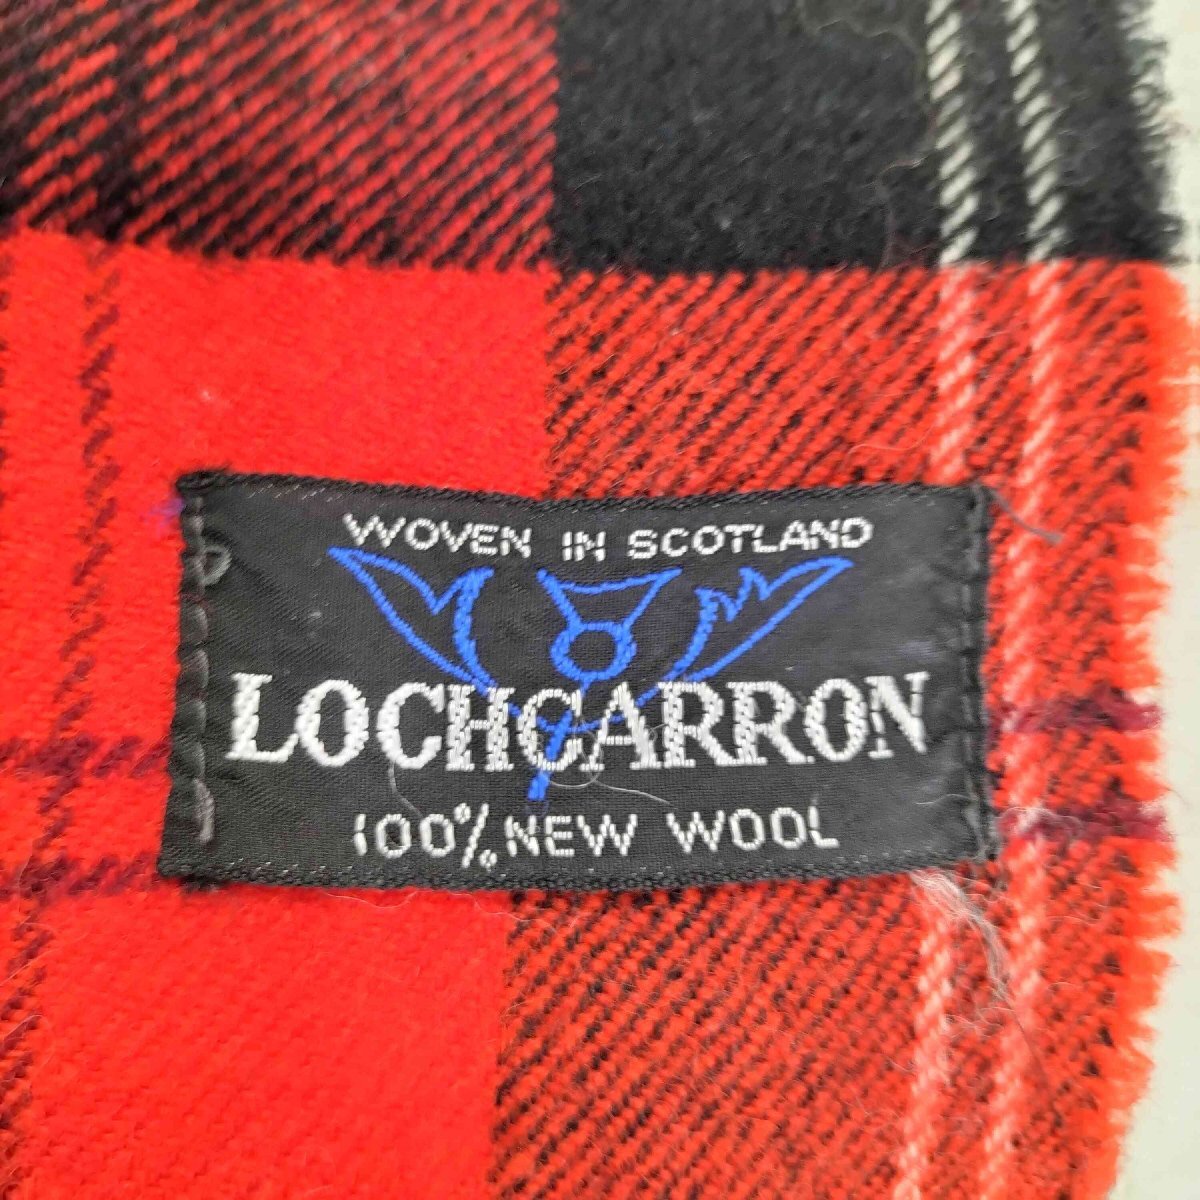 WOVEN IN SCOTLAND
LOCHCARRON
100% NEW WOOL